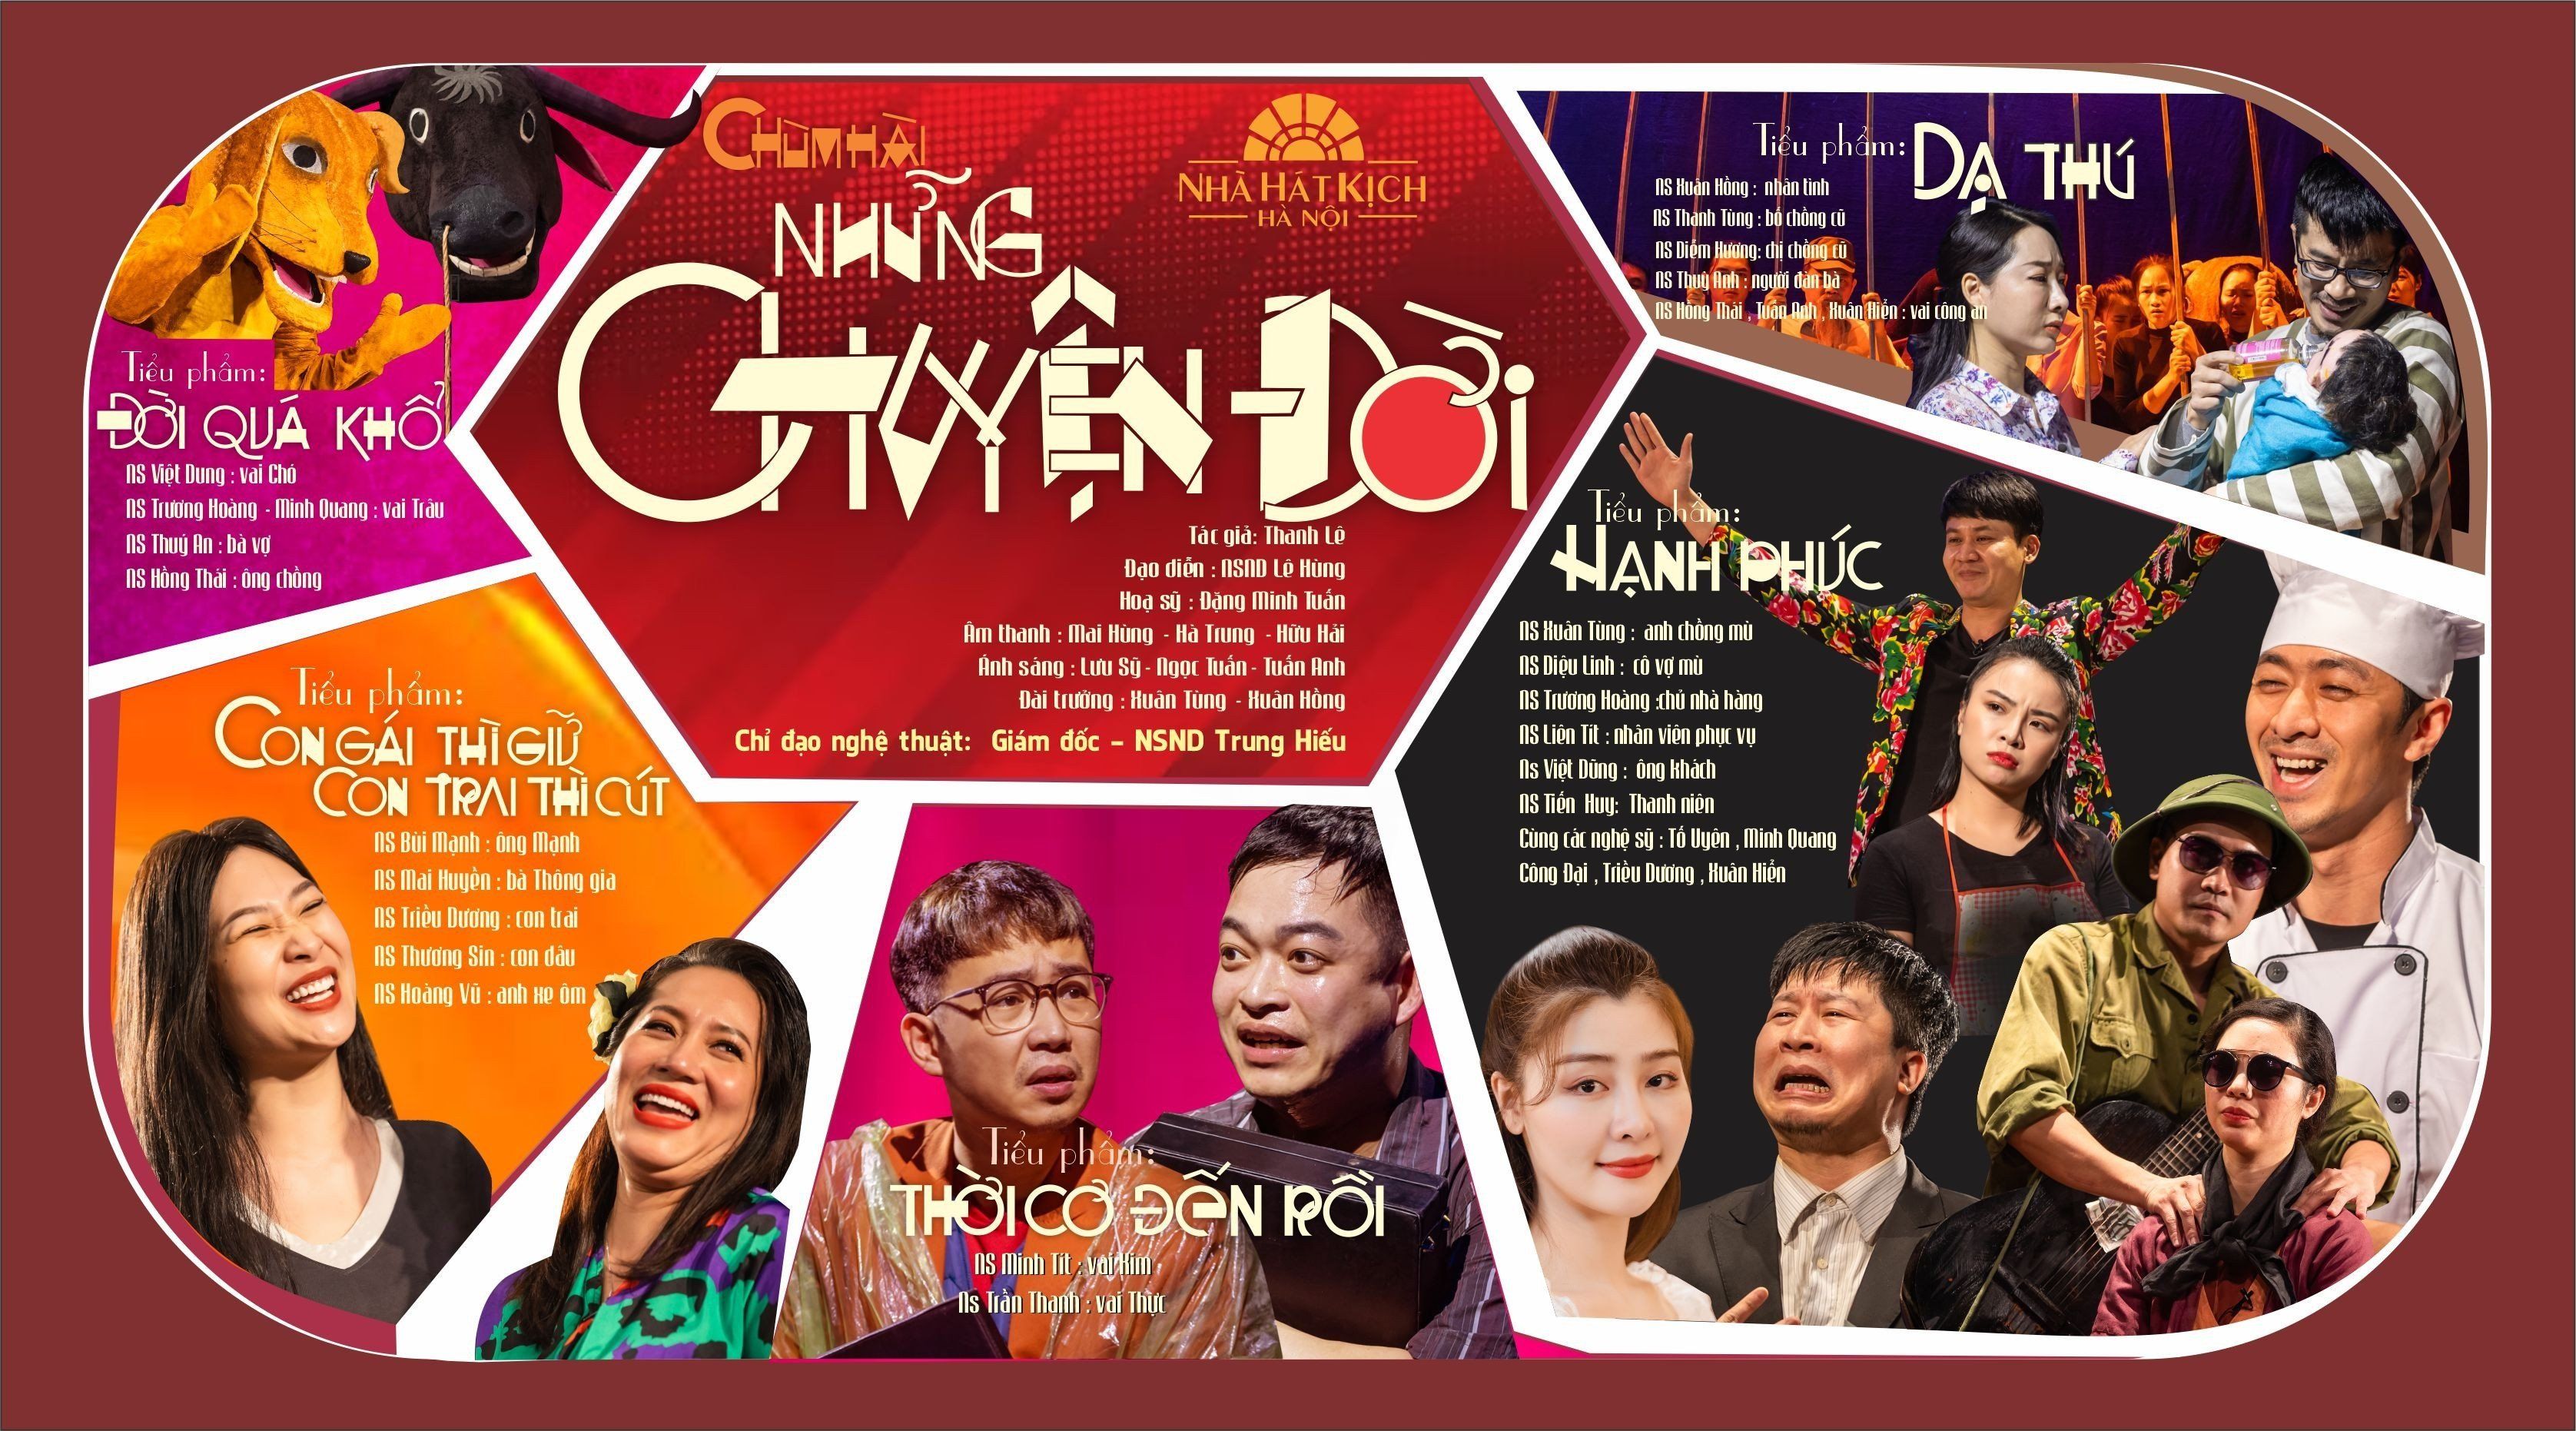 CHÙM HÀI
NHỮNG
CHUYỆN ĐỜI
NHÀ HÁT KỊCH
HÀ NỘI
Tác giả: Thanh Lê
Đạo diễn : NSND Lê Hùng
Hoạ sỹ : Đặng Minh Tuấn
Âm thanh : Mai Hùng - Hà Trung - Hữu Hải
Ánh sáng : Lưu Sỹ - Ngọc Tuấn - Tuấn Anh
Đài trưởng : Xuân Tùng - Xuân Hồng
Chỉ đạo nghệ thuật: Giám đốc – NSND Trung Hiếu
Tiểu phẩm:
ĐỜI QUÁ KHỔ
NS Việt Dung : vai Chó
NS Trương Hoàng - Minh Quang : vai Trâu
NS Thuý An : bà vợ
NS Hồng Thái : ông chồng
Tiểu phẩm:
CON GÁI THÌ GIỮ
CON TRAI THÌ CÚT
NS Bùi Mạnh : ông Mạnh
NS Mai Huyền : bà Thông gia
NS Triều Dương : con trai
NS Thương Sin : con dâu
NS Hoàng Vũ : anh xe ôm
Tiểu phẩm:
THỜI CƠ ĐẾN RỒI
NS Minh Tít : vai Kim
Ns Trần Thanh : vai Thực
Tiểu phẩm: DẠ THÚ
NS Xuân Hồng : nhân tình
NS Thanh Tùng : bố chồng cũ
NS Diễm Hương: chị chồng cũ
NS Thuỳ Anh : người đàn bà
NS Hồng Thái , Tuấn Anh , Xuân Hiển : vai công an
Tiểu phẩm:
HẠNH PHÚC
NS Xuân Tùng : anh chồng mù
NS Diệu Linh : cô vợ mù
NS Trương Hoàng :chủ nhà hàng
NS Liên Tít : nhân viên phục vụ
Ns Việt Dũng : ông khách
NS Tiến Huy: Thanh niên
Cùng các nghệ sỹ : Tố Uyên , Minh Quang
Công Đại , Triều Dương , Xuân Hiển